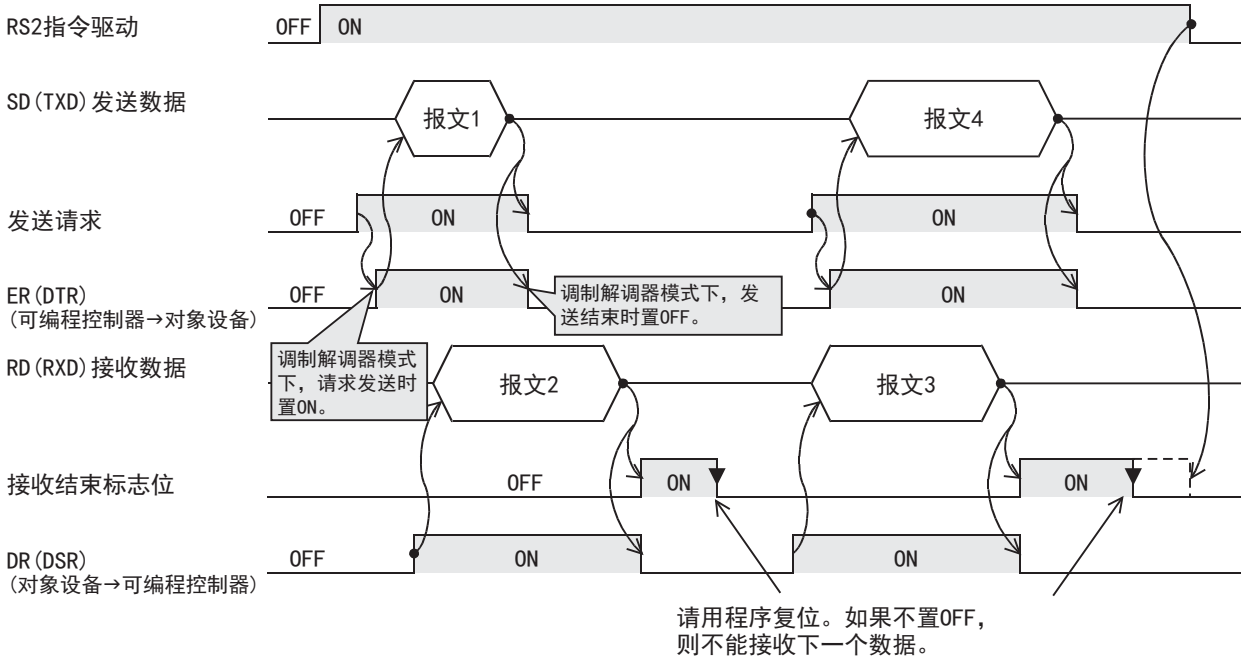 RS2指令驱动 OFF ON
SD(TXD)发送数据 报文1 报文4
发送请求 OFF ON ON
ER(DTR)
(可编程控制器→对象设备)
OFF ON ON
调制解调器模式下，发
送结束时置OFF。
调制解调器模式
下，请求发送时
置ON。
RD(RXD)接收数据 报文2 报文3
接收结束标志位 OFF ON ON
DR(DSR)
(对象设备→可编程控制器)
OFF ON ON
请用程序复位。如果不置OFF，
则不能接收下一个数据。